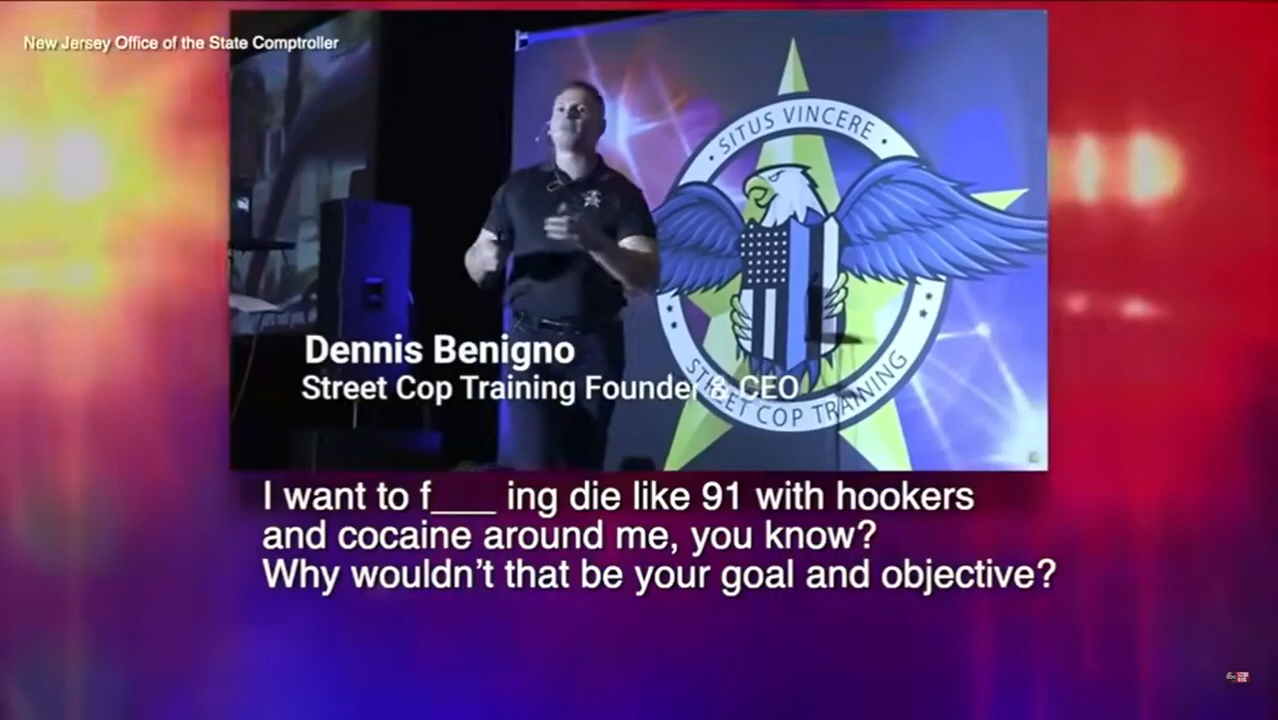 New Jersey Office of the State Comptroller
SITUS VINCERE
Dennis Benigno
Street Cop Training Founder & CEO
STREET COP TRAINING
I want to f___ ing die like 91 with hookers
and cocaine around me, you know?
Why wouldn't that be your goal and objective?
abc